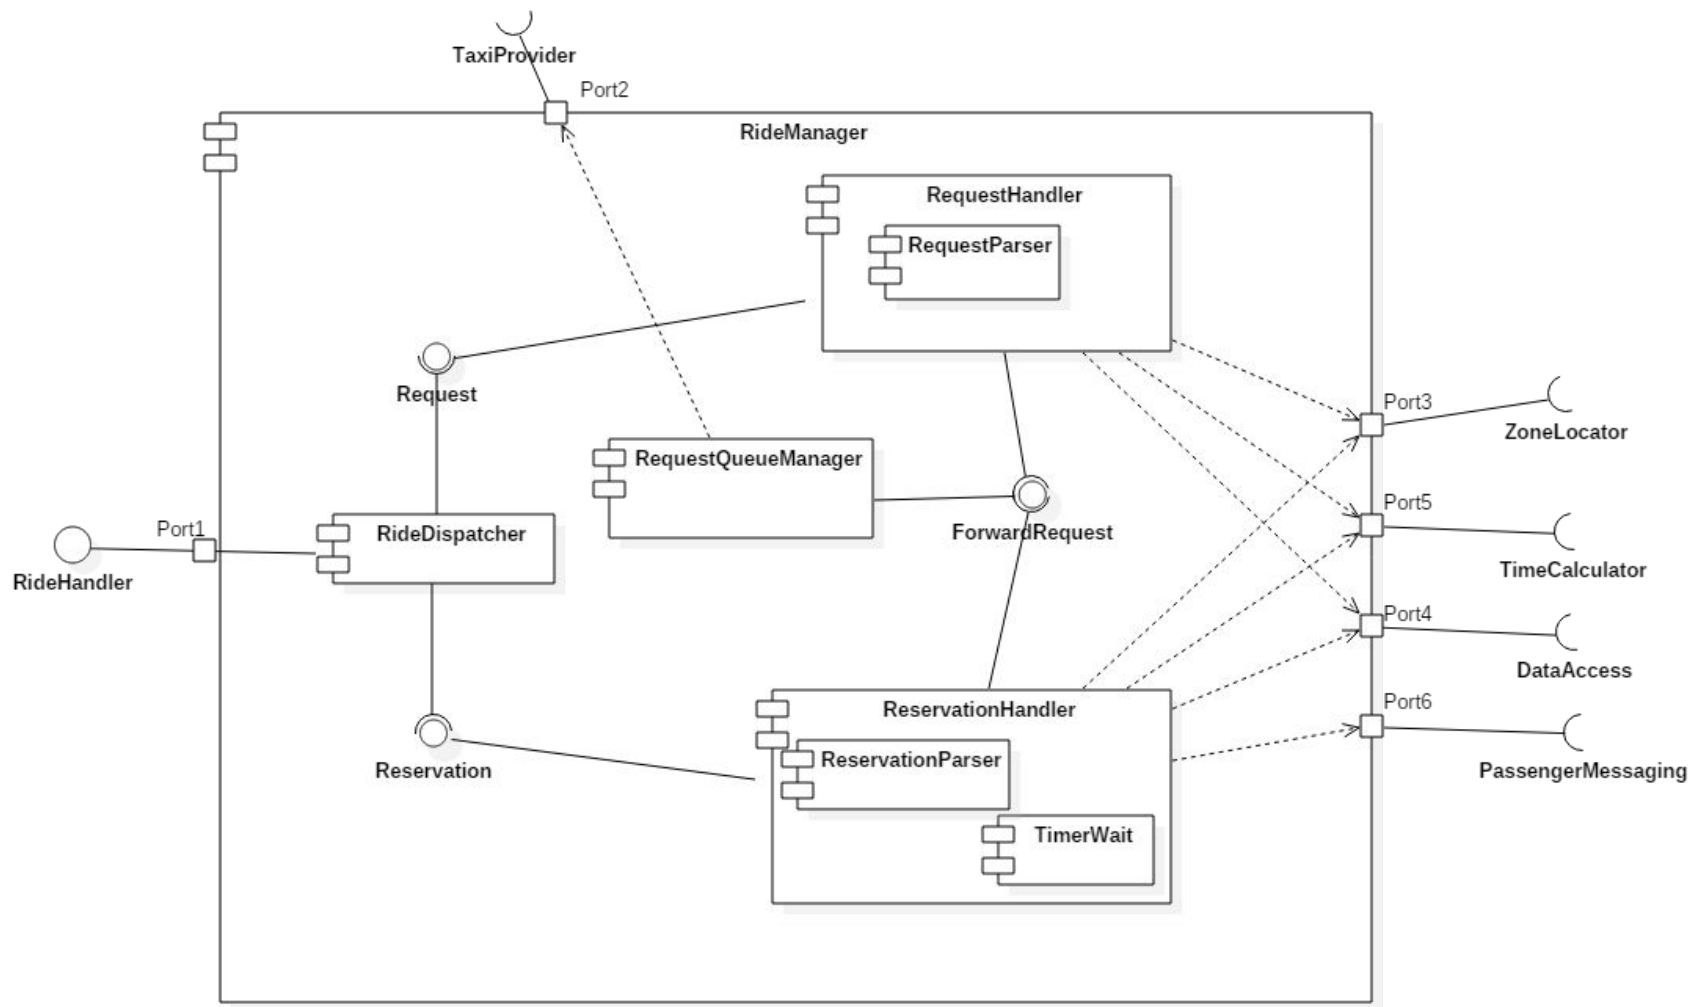 TaxiProvider
Port2
RideManager
RequestHandler
RequestParser
Request
Port3
ZoneLocator
RequestQueueManager
Port5
Port1
RideDispatcher
ForwardRequest
RideHandler
TimeCalculator
Port4
DataAccess
Port6
ReservationHandler
Reservation
ReservationParser
PassengerMessaging
TimerWait